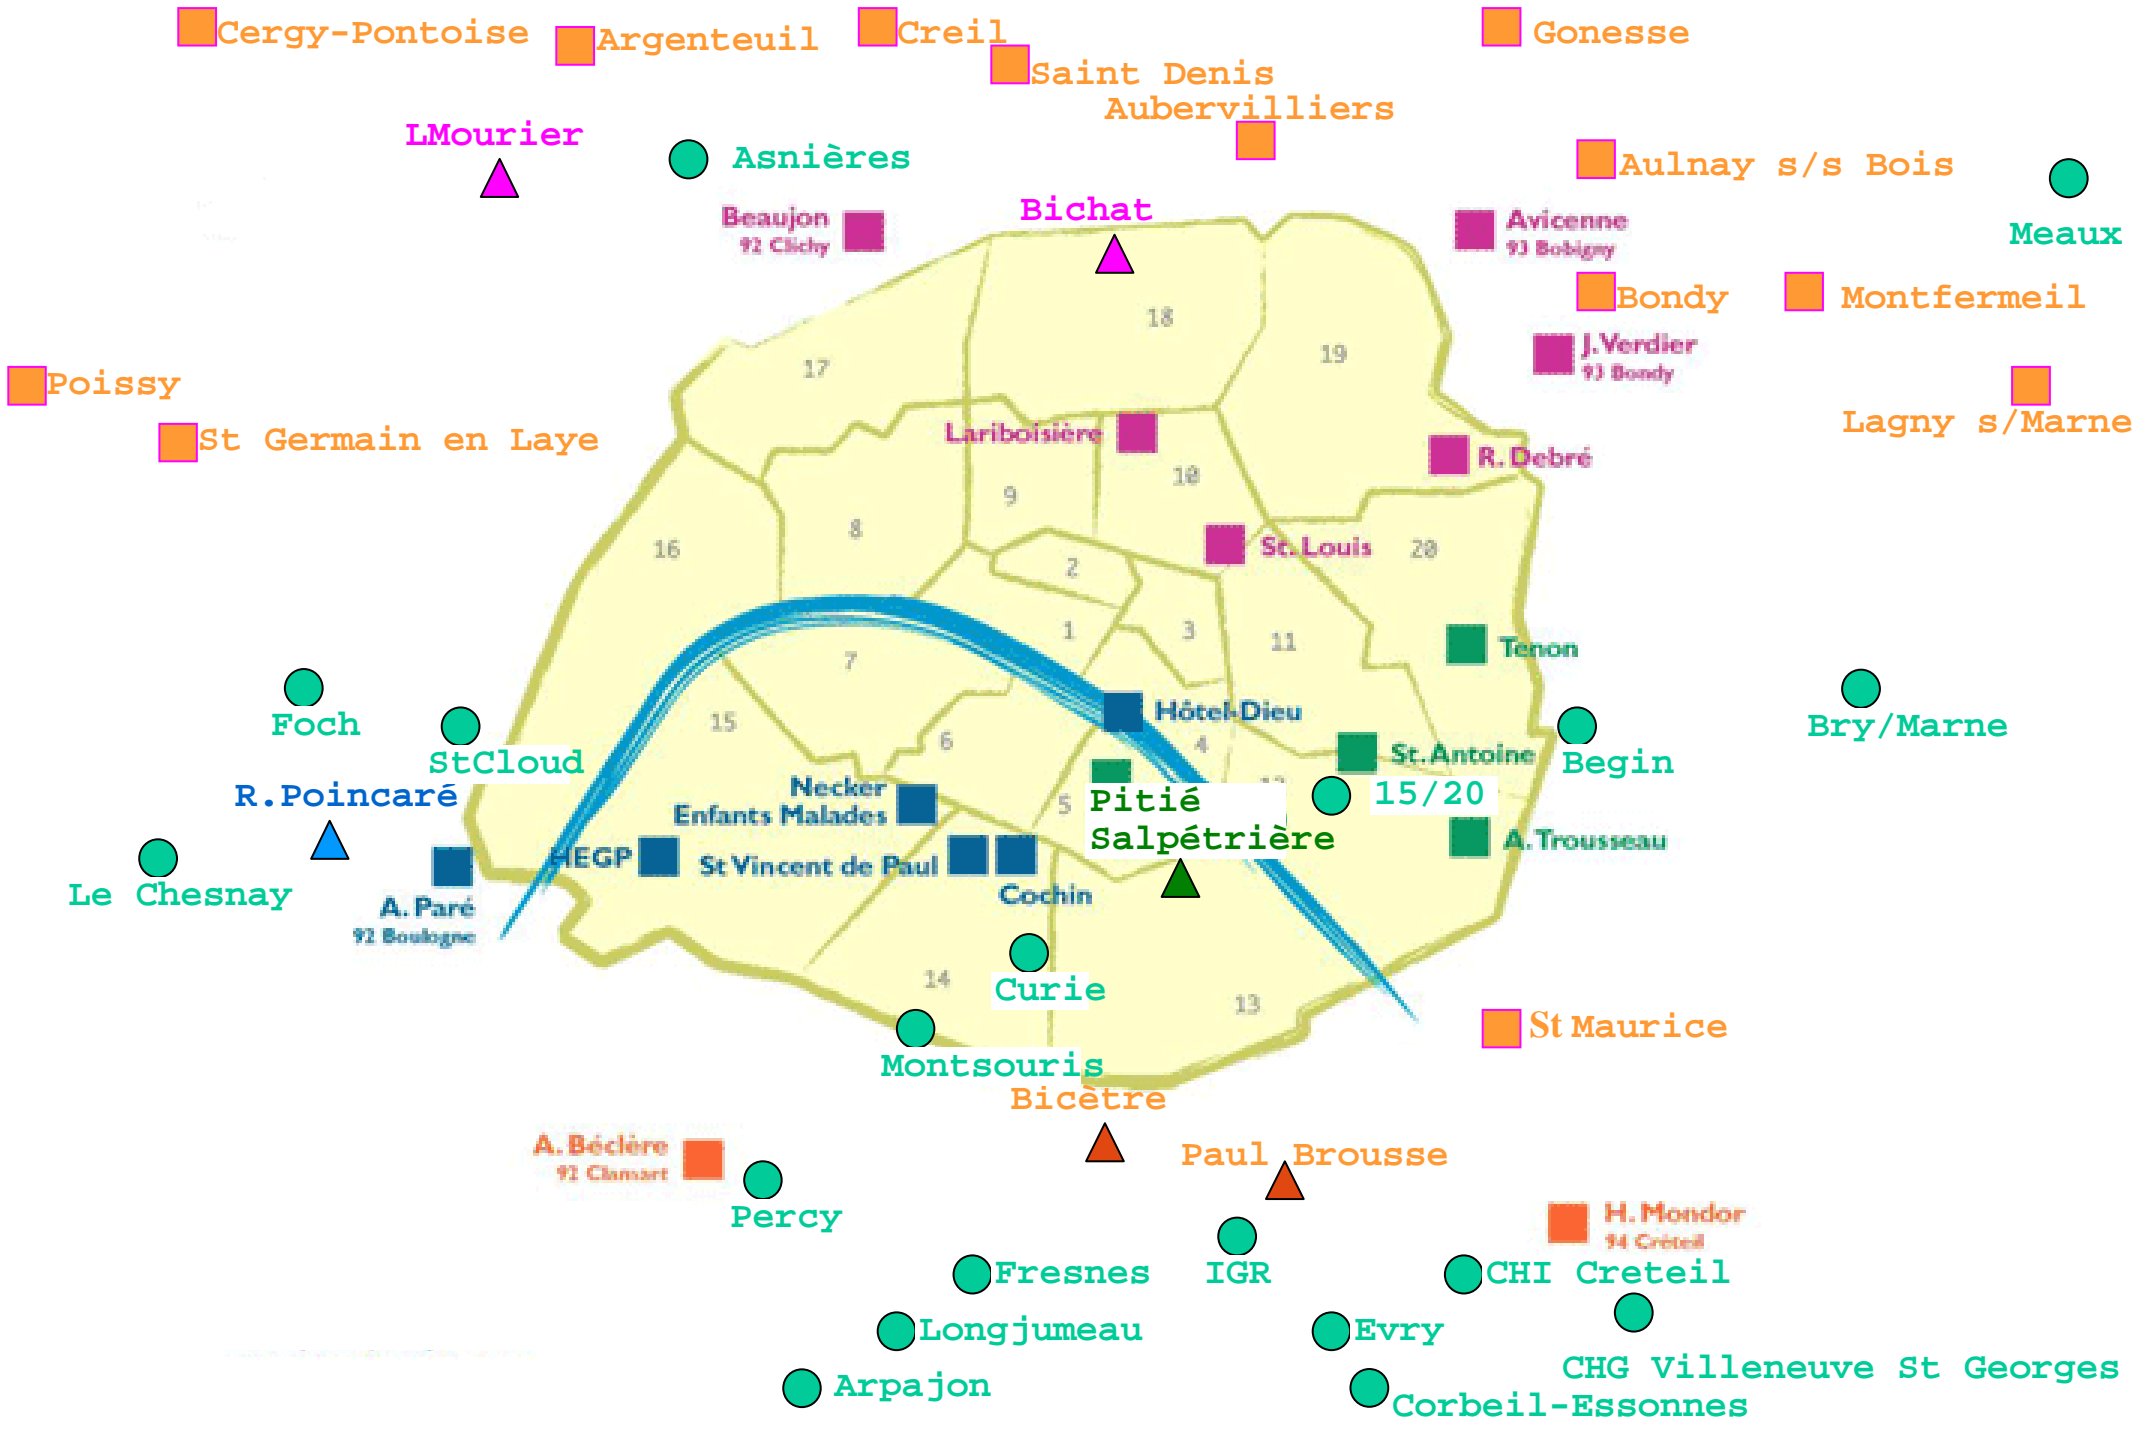 Cergy-Pontoise
Argenteuil
Creil
Gonesse
Saint Denis
Aubervilliers
LMourier
Asnières
Aulnay s/s Bois
Bichat
Beaujon
92 Clichy
Avicenne
93 Bobigny
Meaux
Bondy
Montfermeil
18
19
17
J.Verdier
93 Bondy
Poissy
Lagny s/Marne
St Germain en Laye
Lariboisière
R. Debré
10
9
8
16
St. Louis
20
2
1
3
11
7
Tenon
Foch
15
Hôtel-Dieu
6
4
Bry/Marne
StCloud
St. Antoine
Begin
R.Poincaré
Necker
Enfants Malades
5
Pitié
Salpétrière
15/20
A. Trousseau
HEGP
St Vincent de Paul
Cochin
Le Chesnay
A. Paré
92 Boulogne
14
Curie
13
St Maurice
Montsouris
Bicètre
A. Béclère
92 Clamart
Paul Brousse
Percy
H. Mondor
94 Créteil
Fresnes
IGR
CHI Creteil
Longjumeau
Evry
CHG Villeneuve St Georges
Arpajon
Corbeil-Essonnes